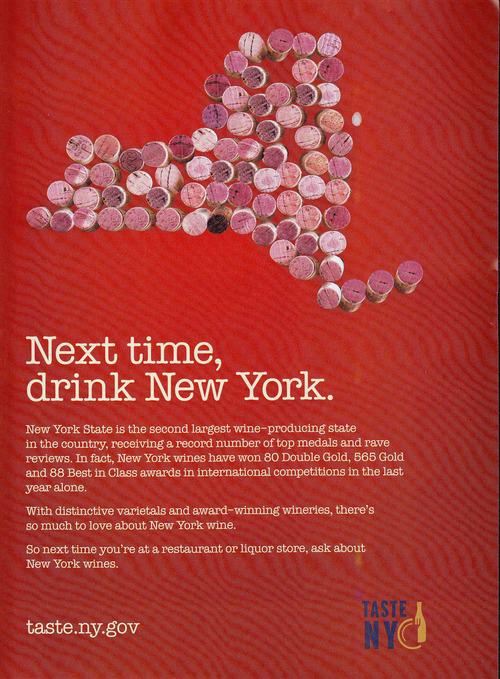 Next time,
drink New York.
New York State is the second largest wine-producing state
in the country, receiving a record number of top medals and rave
reviews. In fact, New York wines have won 80 Double Gold, 565 Gold
and 88 Best in Class awards in international competitions in the last
year alone.
With distinctive varietals and award-winning wineries, there's
so much to love about New York wine.
So next time you're at a restaurant or liquor store, ask about
New York wines.
taste.ny.gov
TASTE
NY